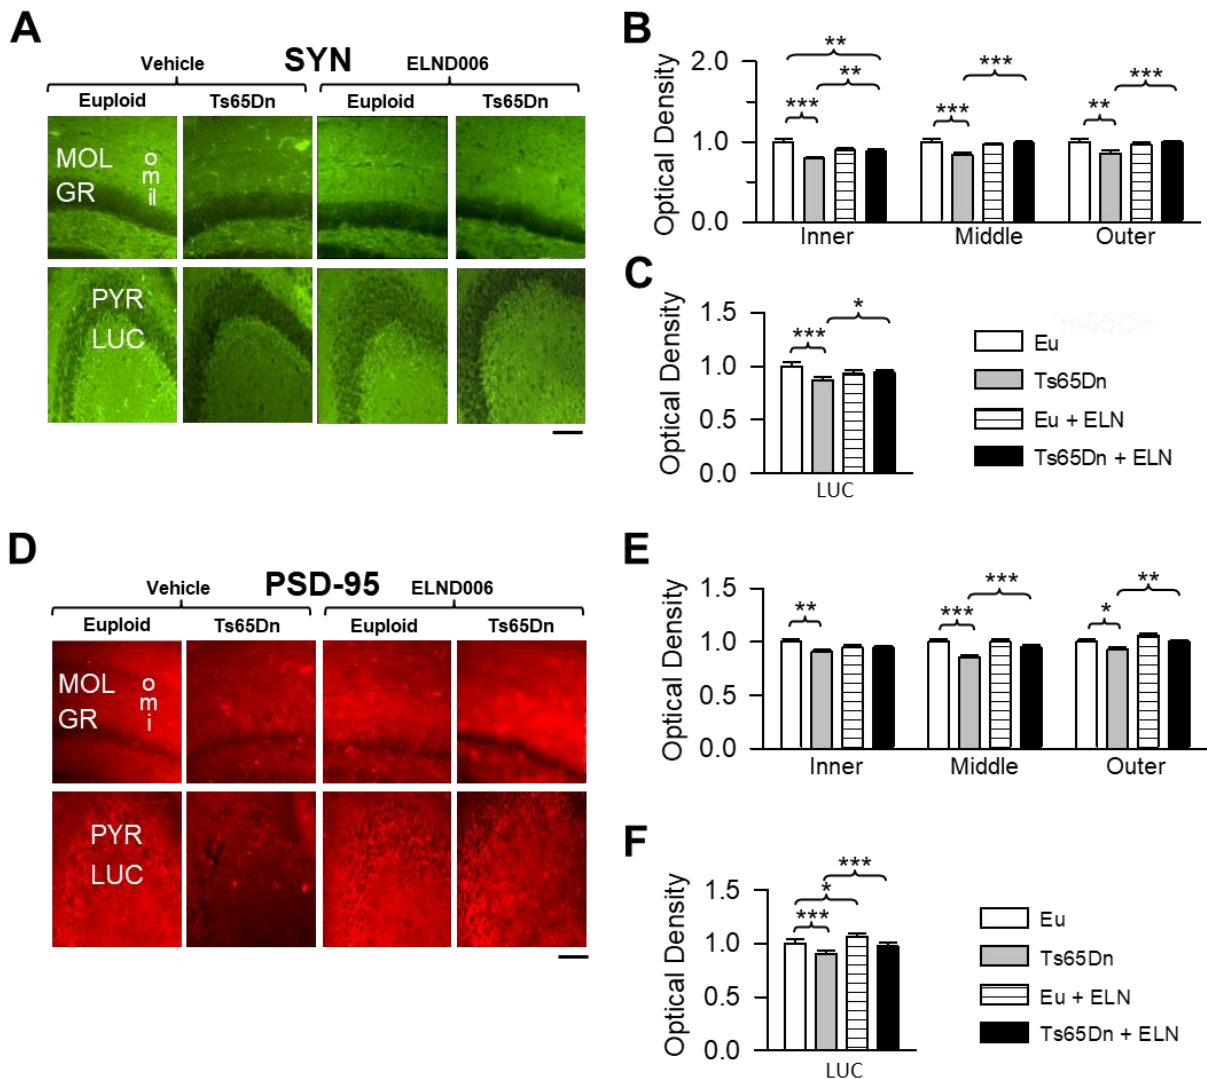 A
SYN
Vehicle
ELND006
Euploid
Ts65Dn
Euploid
Ts65Dn
MOL
GR
o
m
il
PYR
LUC
B
Optical Density
2.0
1.0
0.0
**
**
***
***
***
***
**
Inner
Middle
Outer
C
Optical Density
1.5
1.0
0.5
0.0
*
***
LUC
Ts65Dn
Eu
Ts65Dn
Eu + ELN
Ts65Dn + ELN
D
PSD-95
Vehicle
ELND006
Euploid
Ts65Dn
Euploid
Ts65Dn
MOL
GR
o
m
i
PYR
LUC
E
Optical Density
1.5
1.0
0.5
0.0
**
***
***
**
*
Inner
Middle
Outer
F
Optical Density
1.5
1.0
0.5
0.0
***
*
***
LUC
Eu
Ts65Dn
Eu + ELN
Ts65Dn + ELN